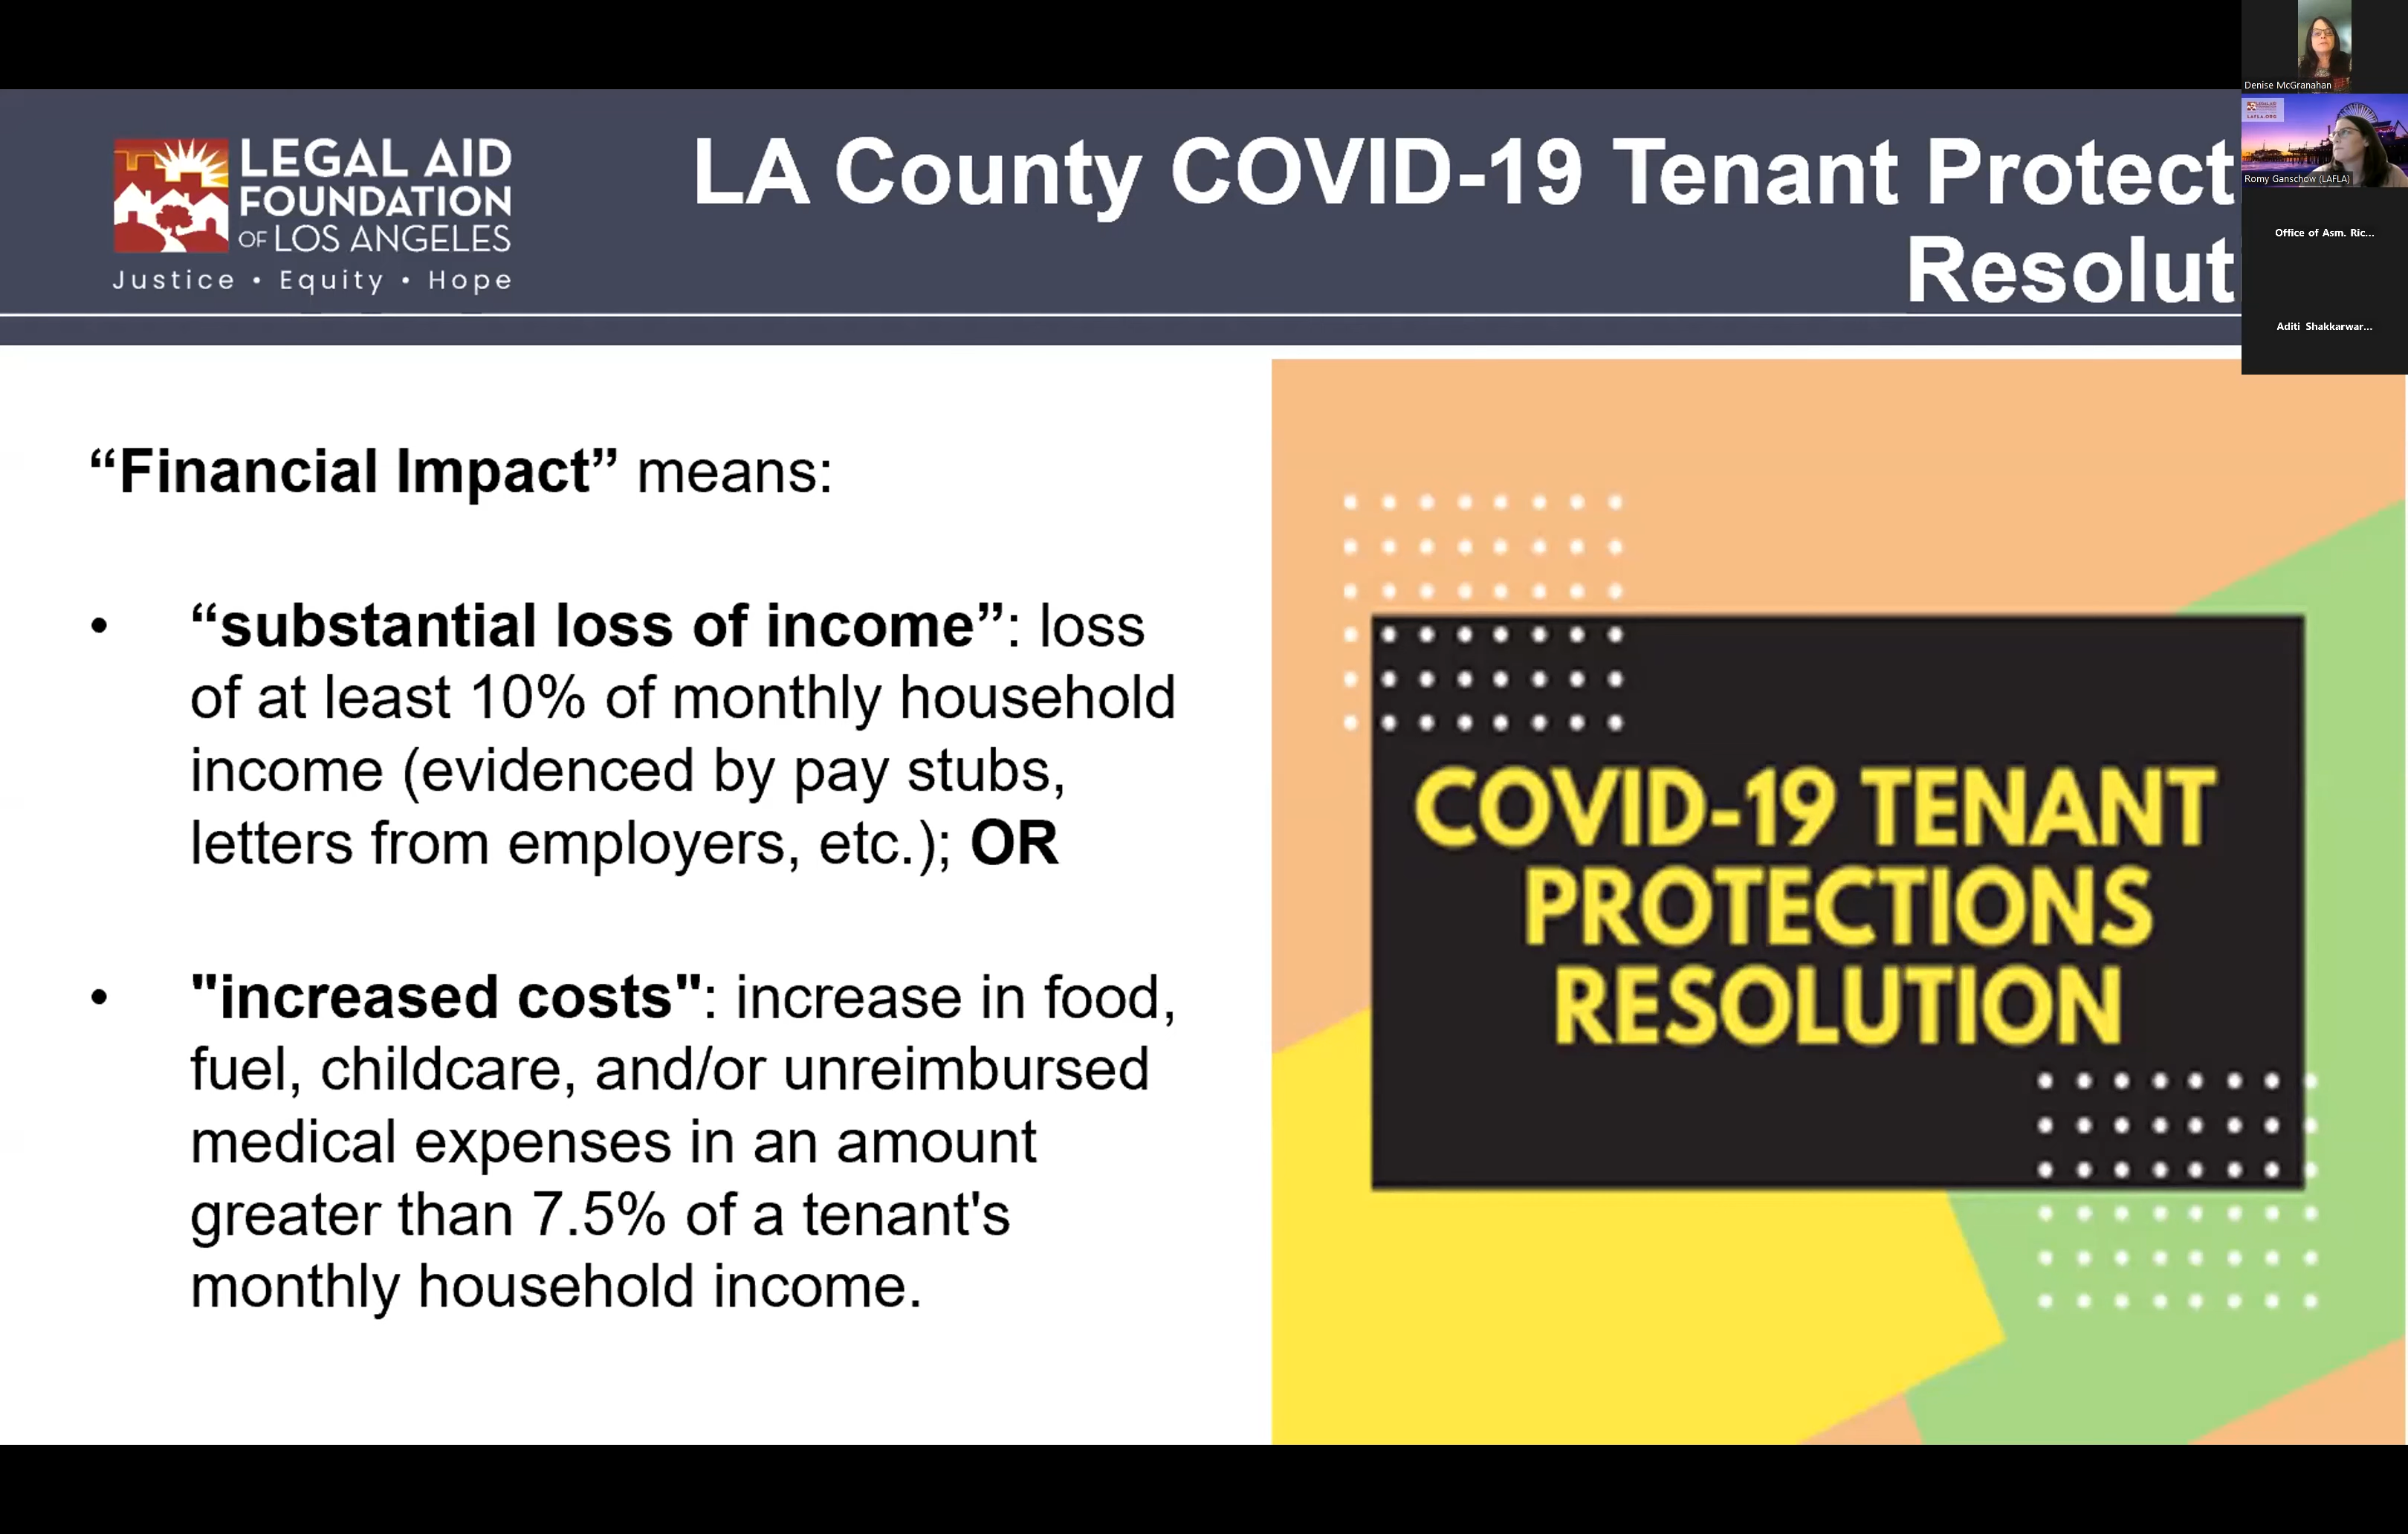 LEGAL AID
FOUNDATION
OF LOS ANGELES
Justice • Equity • Hope
LA County COVID-19 Tenant Protect
Resolut
Denise McGranahan
LAFLA.ORG
Romy Ganschow (LAFLA)
Office of Asm. Ric...
Aditi Shakkarwar...
“Financial Impact” means:
• “substantial loss of income”: loss
of at least 10% of monthly household
income (evidenced by pay stubs,
letters from employers, etc.); OR
• "increased costs": increase in food,
fuel, childcare, and/or unreimbursed
medical expenses in an amount
greater than 7.5% of a tenant's
monthly household income.
COVID-19 TENANT
PROTECTIONS
RESOLUTION